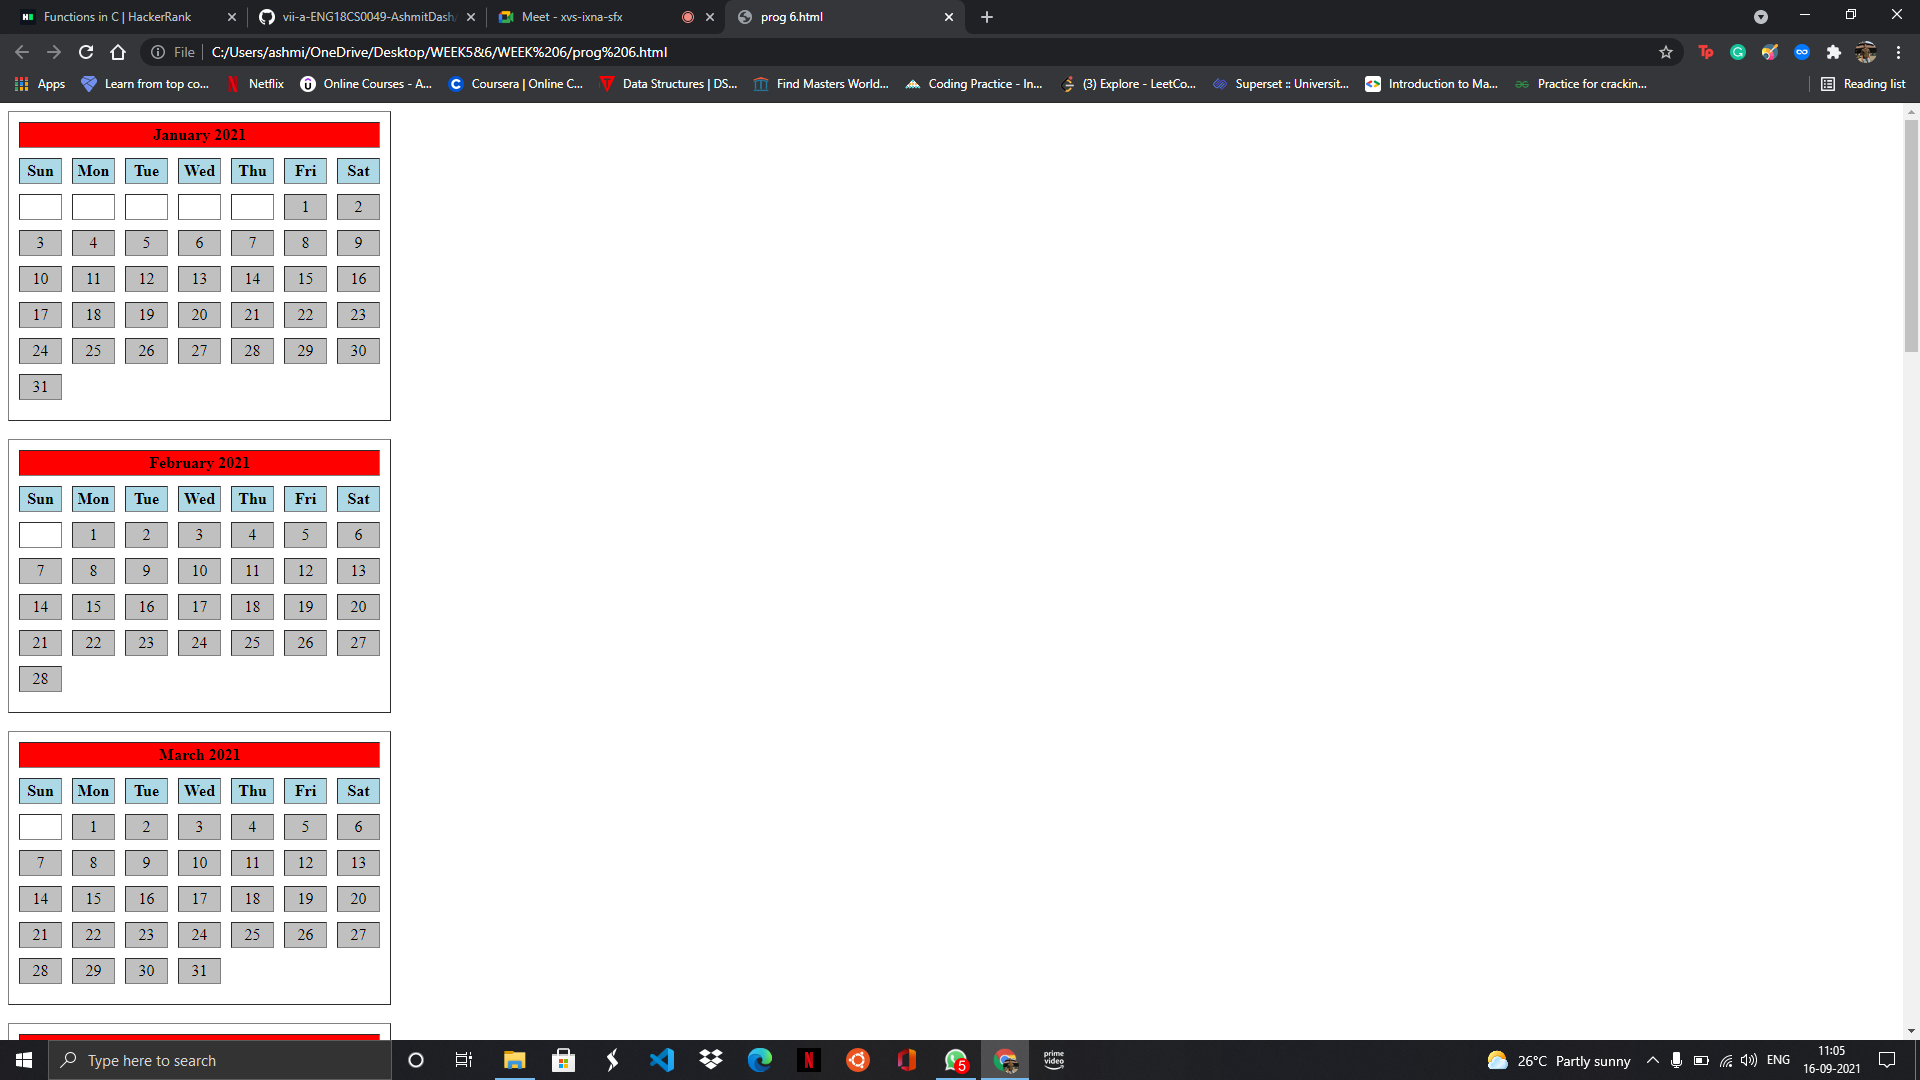 Functions in C | HackerRank
vii-a-ENG18CS0049-AshmitDash
Meet - xvs-ixna-sfx
prog 6.html
File
C:/Users/ashmi/OneDrive/Desktop/WEEK5&6/WEEK%206/prog%206.html
Apps
Learn from top co...
Netflix
Online Courses - A...
Coursera | Online C...
Data Structures | DS...
Find Masters World...
Coding Practice - In...
(3) Explore - LeetCo...
Superset :: Universit...
Introduction to Ma...
Practice for crackin...
Reading list
January 2021
Sun Mon Tue Wed Thu Fri Sat
1 2
3 4 5 6 7 8 9
10 11 12 13 14 15 16
17 18 19 20 21 22 23
24 25 26 27 28 29 30
31
February 2021
Sun Mon Tue Wed Thu Fri Sat
1 2 3 4 5 6
7 8 9 10 11 12 13
14 15 16 17 18 19 20
21 22 23 24 25 26 27
28
March 2021
Sun Mon Tue Wed Thu Fri Sat
1 2 3 4 5 6
7 8 9 10 11 12 13
14 15 16 17 18 19 20
21 22 23 24 25 26 27
28 29 30 31
Type here to search
5
prime video
26°C Partly sunny
ENG
11:05
16-09-2021